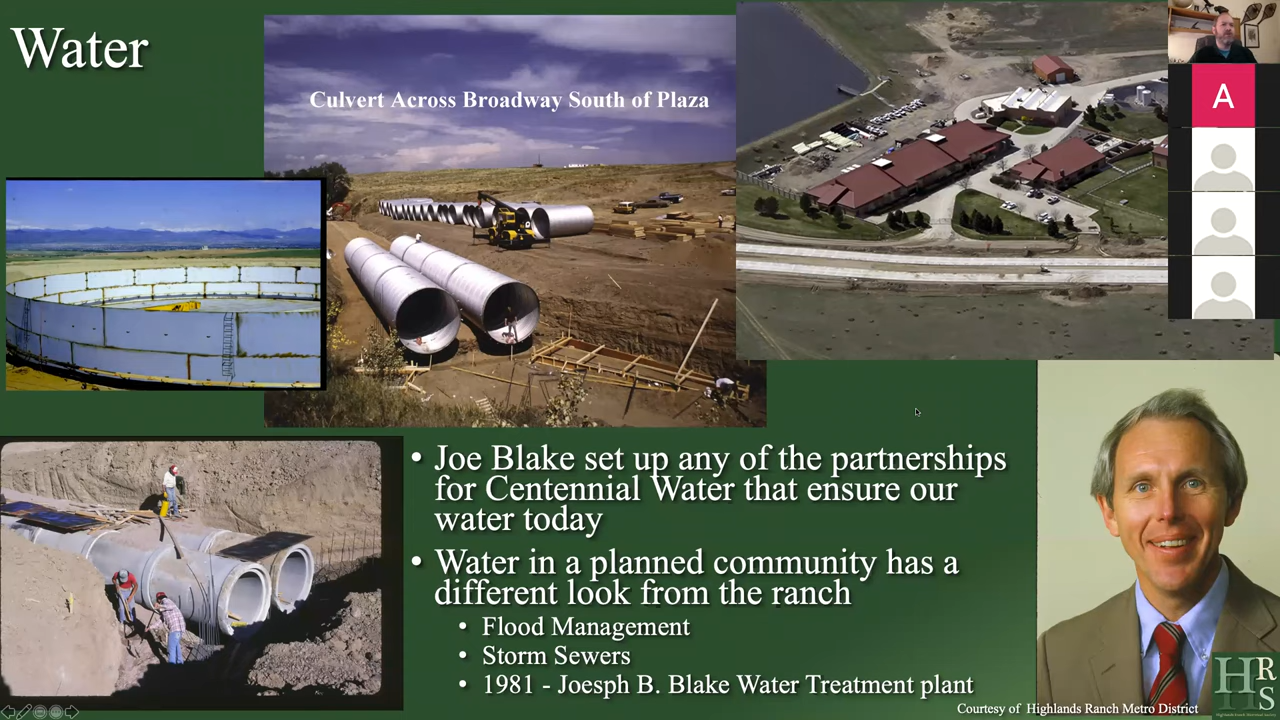 Water
Culvert Across Broadway South of Plaza
A
• Joe Blake set up any of the partnerships
for Centennial Water that ensure our
water today
• Water in a planned community has a
different look from the ranch
• Flood Management
• Storm Sewers
• 1981 - Joesph B. Blake Water Treatment plant
Courtesy of Highlands Ranch Metro District
HRHS